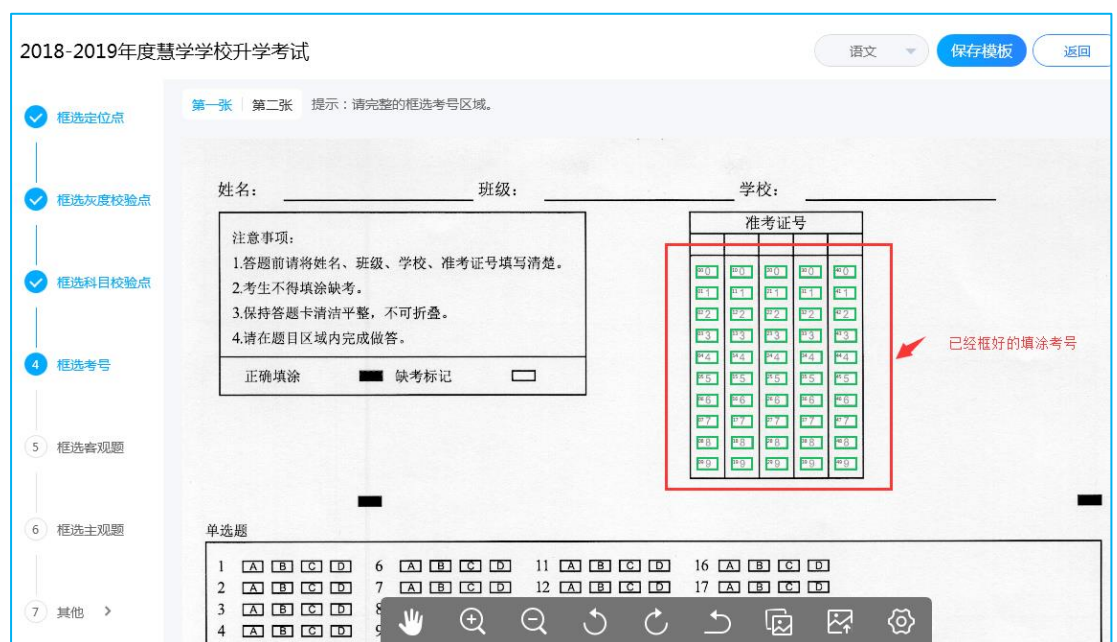 2018-2019年度慧学学校升学考试
语文
保存模板
返回
第一张 第二张 提示：请完整的框选考号区域。
框选定位点
框选灰度校验点
框选科目校验点
4 框选考号
5 框选客观题
6 框选主观题
7 其他
姓名： 班级： 学校：
注意事项：
1.答题前请将姓名、班级、学校、准考证号填写清楚。
2.考生不得填涂缺考。
3.保持答题卡清洁平整，不可折叠。
4.请在题目区域内完成做答。
正确填涂 缺考标记
准考证号
0 0 0 0 0
1 1 1 1 1
2 2 2 2 2
3 3 3 3 3
4 4 4 4 4
5 5 5 5 5
6 6 6 6 6
7 7 7 7 7
8 8 8 8 8
9 9 9 9 9
已经框好的填涂考号
单选题
1 A B C D 6 A B C D 11 A B C D 16 A B C D
2 A B C D 7 A B C D 12 A B C D 17 A B C D
3 A B C D
4 A B C D